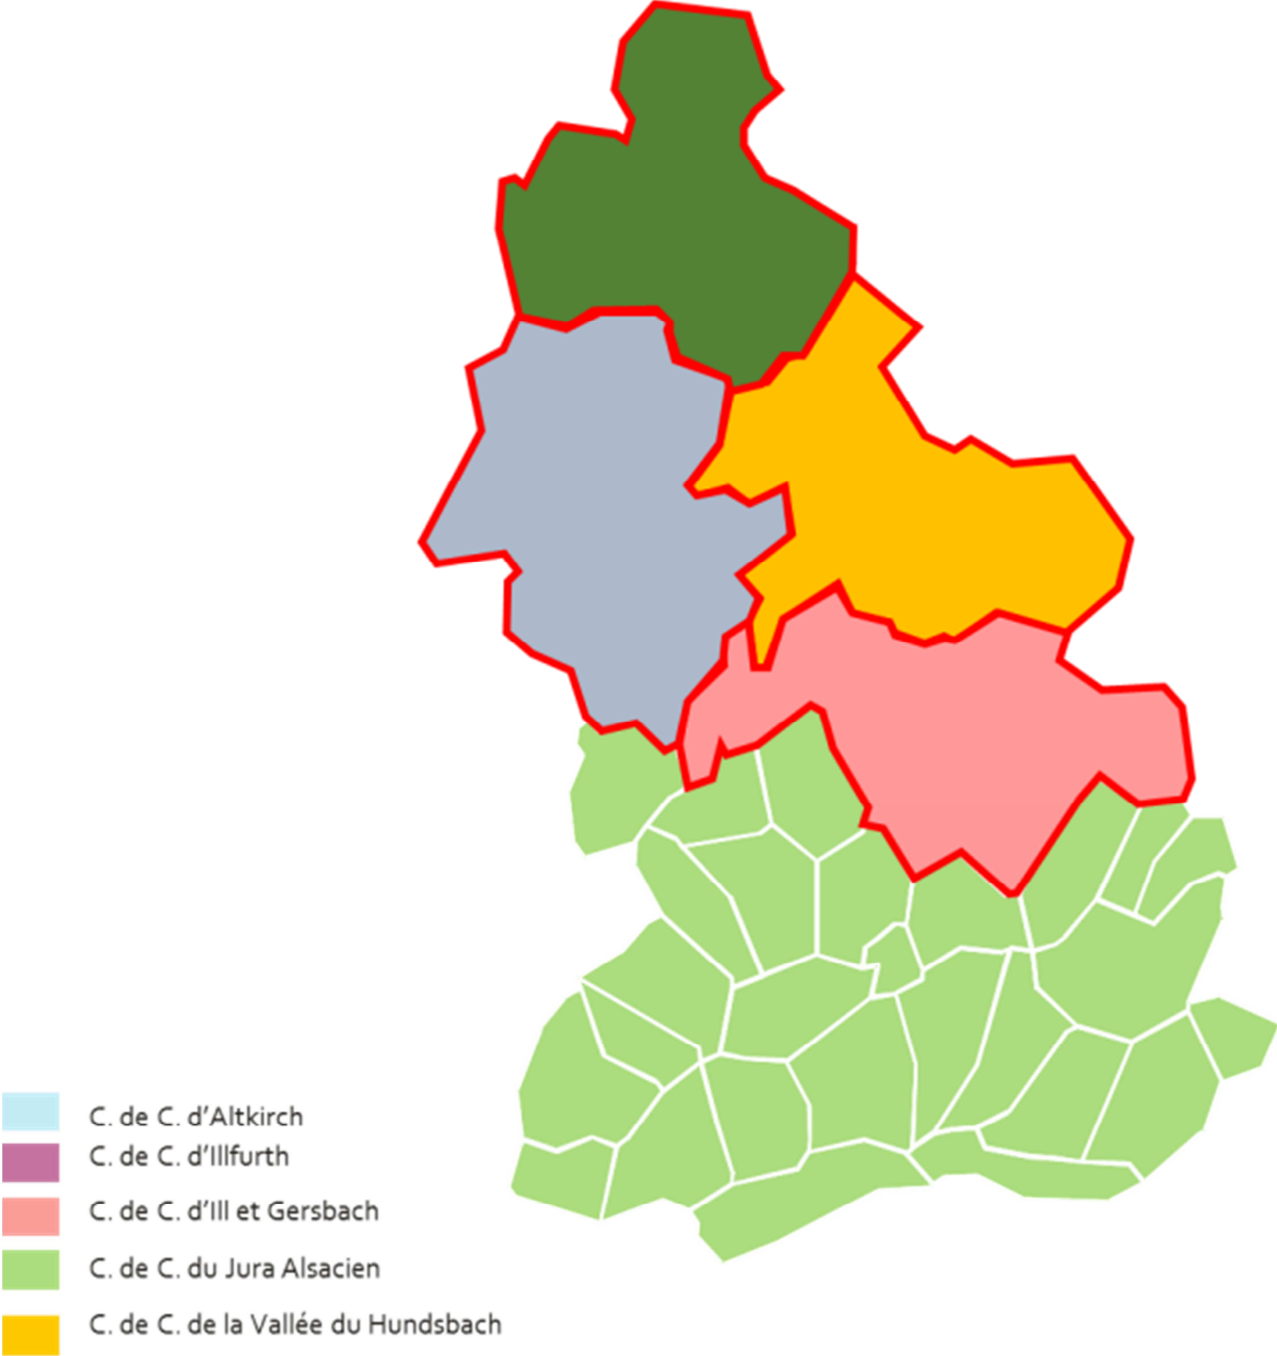 C. de C. d'Altkirch
C. de C. d'Illfurth
C. de C. d'Ill et Gersbach
C. de C. du Jura Alsacien
C. de C. de la Vallée du Hundsbach